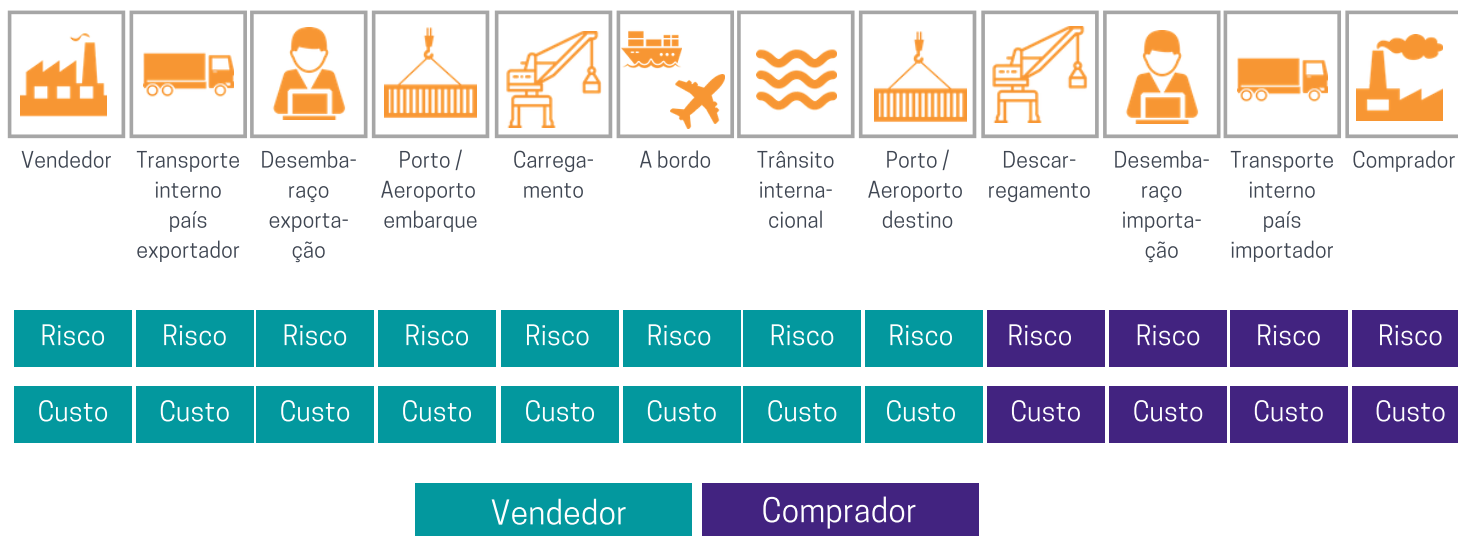 Vendedor
Transporte
interno
país
exportador
Desemba-
raço
exporta-
ção
Porto /
Aeroporto
embarque
Carrega-
mento
A bordo
Trânsito
interna-
cional
Porto /
Aeroporto
destino
Descar-
regamento
Desemba-
raço
importa-
ção
Transporte
interno
país
importador
Comprador
Risco Risco Risco Risco Risco Risco Risco Risco Risco Risco Risco Risco
Custo Custo Custo Custo Custo Custo Custo Custo Custo Custo Custo Custo
Vendedor Comprador